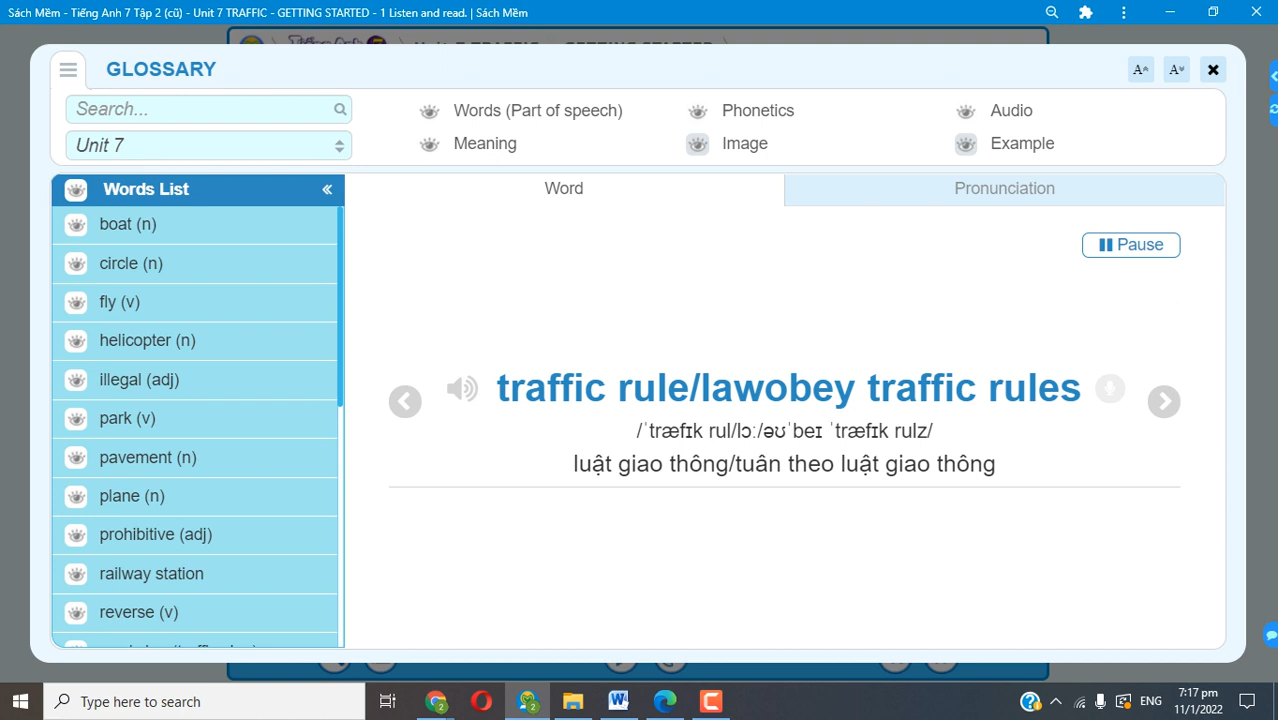 Sách Mềm - Tiếng Anh 7 Tập 2 (cũ) - Unit 7 TRAFFIC - GETTING STARTED - 1 Listen and read. | Sách Mềm
GLOSSARY
A A
Search...
Unit 7
Words (Part of speech)
Phonetics
Audio
Meaning
Image
Example
Words List
«
boat (n)
circle (n)
fly (v)
helicopter (n)
illegal (adj)
park (v)
pavement (n)
plane (n)
prohibitive (adj)
railway station
reverse (v)
Word
Pronunciation
Pause
traffic rule/lawobey traffic rules
/ˈtræfɪk rul/lɔː/əʊˈbeɪ ˈtræfɪk rulz/
luật giao thông/tuân theo luật giao thông
Type here to search
ENG
7:17 pm
11/1/2022